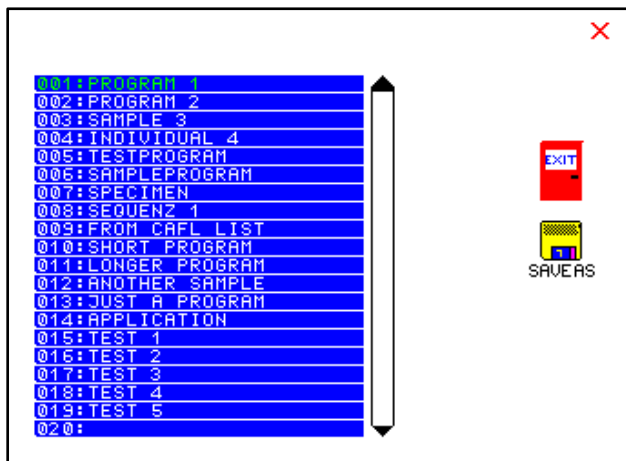 001:PROGRAM 1
002:PROGRAM 2
003:SAMPLE 3
004:INDIVIDUAL 4
005:TESTPROGRAM
006:SAMPLEPROGRAM
007:SPECIMEN
008:SEQUENZ 1
009:FROM CAFL LIST
010:SHORT PROGRAM
011:LONGER PROGRAM
012:ANOTHER SAMPLE
013:JUST A PROGRAM
014:APPLICATION
015:TEST 1
016:TEST 2
017:TEST 3
018:TEST 4
019:TEST 5
020:
EXIT
SAVE AS